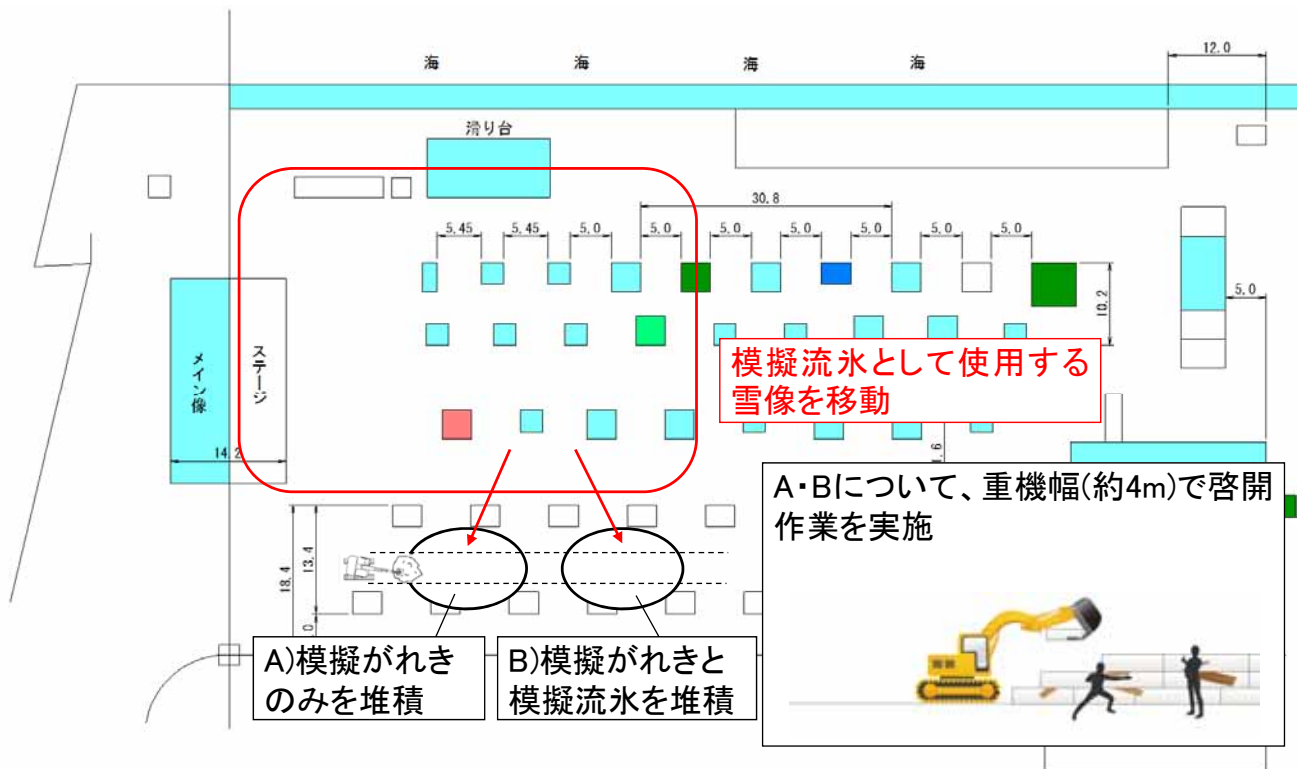 海 海 海 海
12.0
滑り台
30.8
5.45 5.45 5.0 5.0 5.0 5.0 5.0 5.0 5.0
5.0
10.2
メイン像
ステージ
模擬流氷として使用する
雪像を移動
14.2
1.6
A・Bについて、重機幅(約4m)で啓開
作業を実施
18.4
13.4
A)模擬がれき
のみを堆積
B)模擬がれきと
模擬流氷を堆積